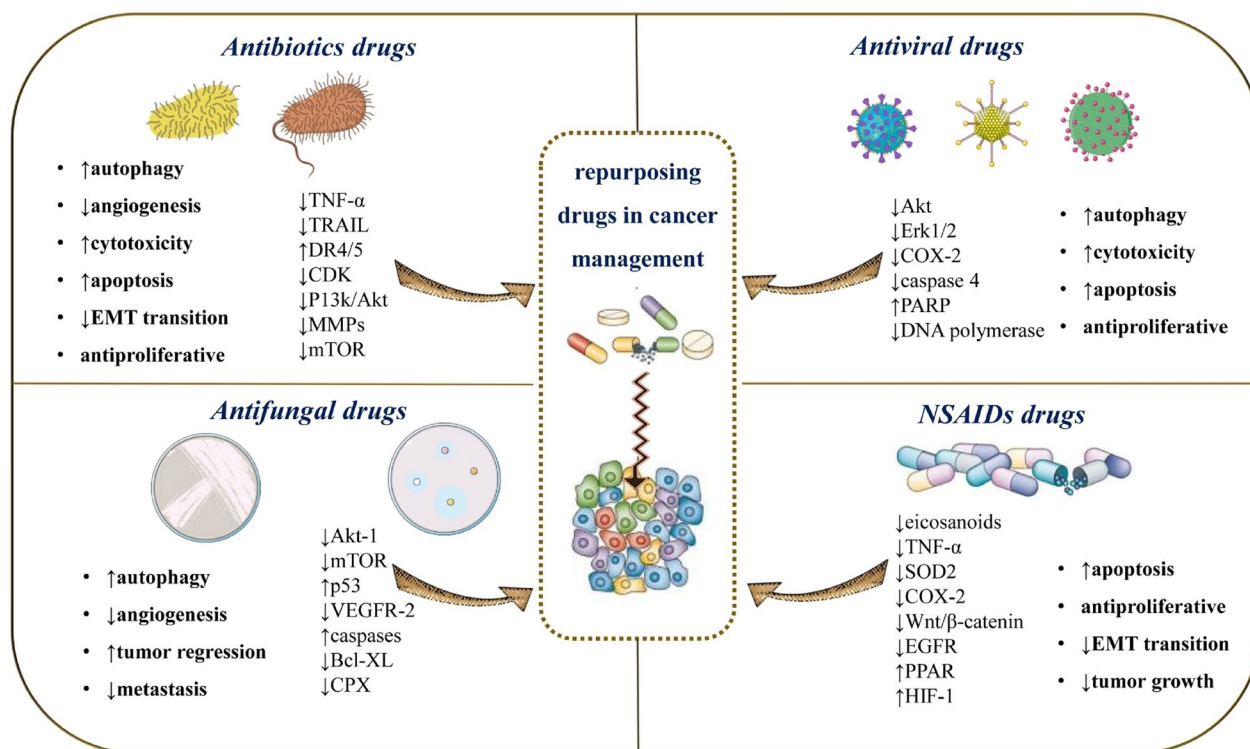 Antibiotics drugs
• ↑autophagy
• ↓angiogenesis
• ↑cytotoxicity
• ↑apoptosis
• ↓EMT transition
• antiproliferative
↓TNF-α
↓TRAIL
↑DR4/5
↓CDK
↓P13k/Akt
↓MMPs
↓mTOR
Antiviral drugs
↓Akt
↓Erk1/2
↓COX-2
↓caspase 4
↑PARP
↓DNA polymerase
• ↑autophagy
• ↑cytotoxicity
• ↑apoptosis
• antiproliferative
repurposing
drugs in cancer
management
Antifungal drugs
• ↑autophagy
• ↓angiogenesis
• ↑tumor regression
• ↓metastasis
↓Akt-1
↓mTOR
↑p53
↓VEGFR-2
↑caspases
↓Bcl-XL
↓CPX
NSAIDs drugs
↓eicosanoids
↓TNF-α
↓SOD2
↓COX-2
↓Wnt/β-catenin
↓EGFR
↑PPAR
↑HIF-1
• ↑apoptosis
• antiproliferative
• ↓EMT transition
• ↓tumor growth